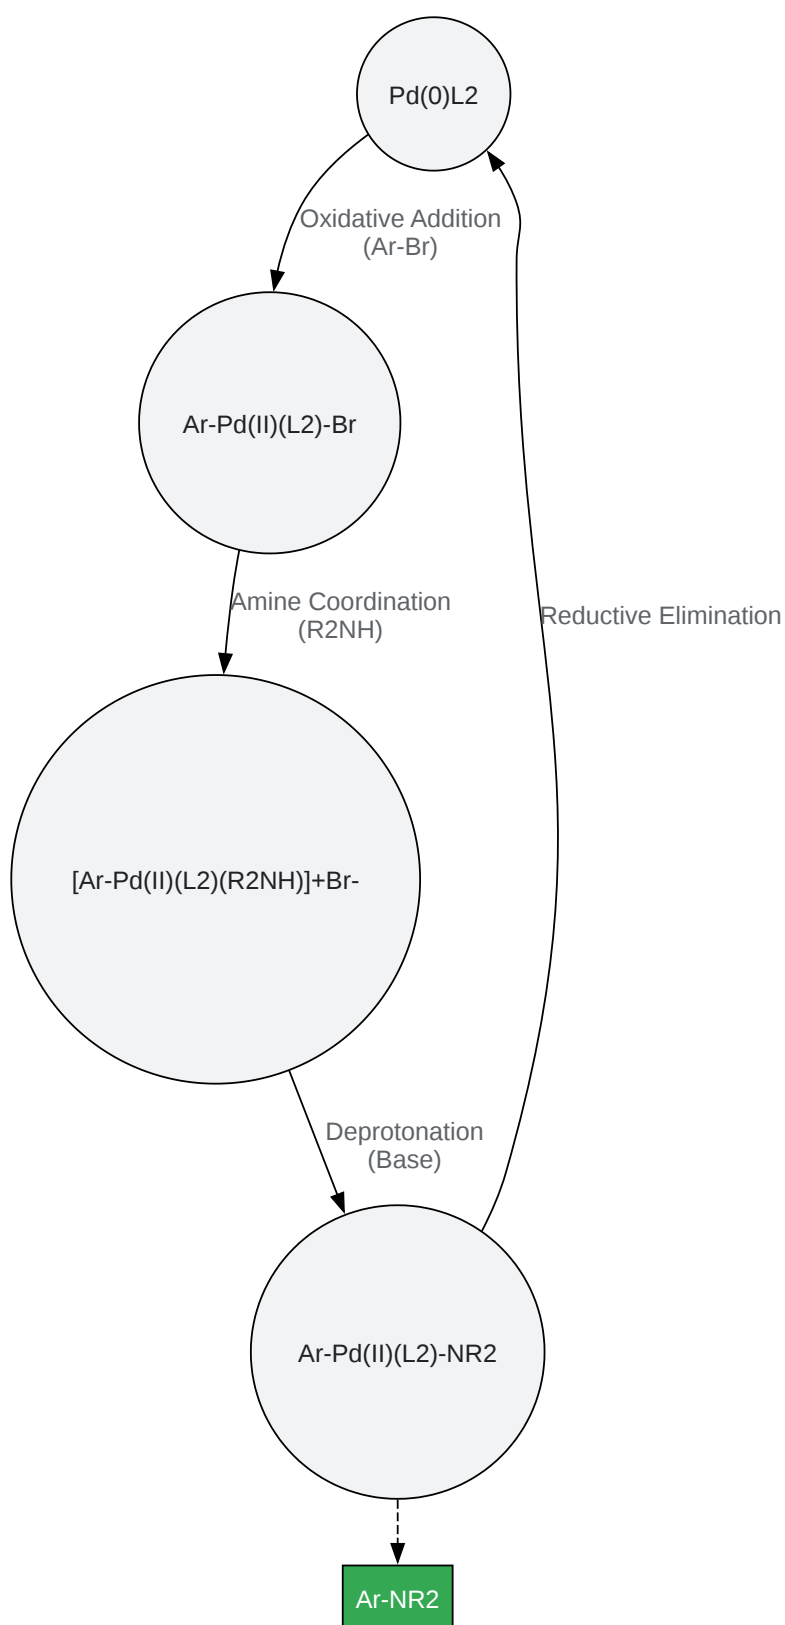 Pd(0)L2
Oxidative Addition
(Ar-Br)
Ar-Pd(II)(L2)-Br
Amine Coordination
(R2NH)
Reductive Elimination
[Ar-Pd(II)(L2)(R2NH)]+Br-
Deprotonation
(Base)
Ar-Pd(II)(L2)-NR2
Ar-NR2